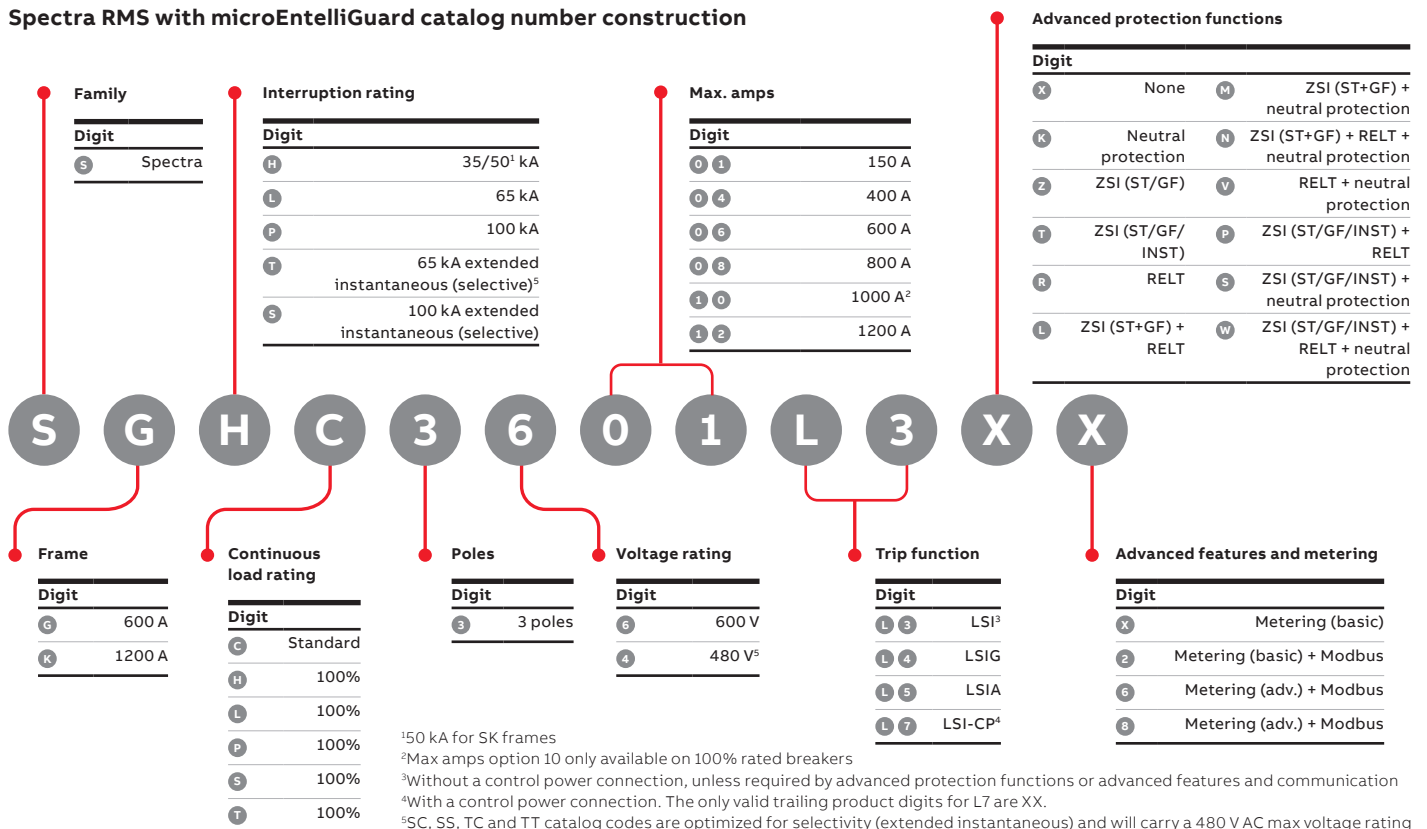 Spectra RMS with microEntelliGuard catalog number construction
Family
Digit
S Spectra
Interruption rating
Digit
H 35/50¹ kA
L 65 kA
P 100 kA
T 65 kA extended
instantaneous (selective)⁵
S 100 kA extended
instantaneous (selective)
Max. amps
Digit
0 1 150 A
0 4 400 A
0 6 600 A
0 8 800 A
1 0 1000 A²
1 2 1200 A
Advanced protection functions
Digit
X None M ZSI (ST+GF) +
neutral protection
K Neutral N ZSI (ST+GF) + RELT +
protection neutral protection
Z ZSI (ST/GF) V RELT + neutral
protection
T ZSI (ST/GF/ P ZSI (ST/GF/INST) +
INST) RELT
R RELT S ZSI (ST/GF/INST) +
neutral protection
L ZSI (ST+GF) + W ZSI (ST/GF/INST) +
RELT RELT + neutral
protection
S G H C 3 6 0 1 L 3 X X
Frame
Digit
G 600 A
K 1200 A
Continuous
load rating
Digit
C Standard
H 100%
L 100%
P 100%
S 100%
T 100%
Poles
Digit
3 3 poles
Voltage rating
Digit
6 600 V
4 480 V⁵
Trip function
Digit
L 3 LSI³
L 4 LSIG
L 5 LSIA
L 7 LSI-CP⁴
Advanced features and metering
Digit
X Metering (basic)
2 Metering (basic) + Modbus
6 Metering (adv.) + Modbus
8 Metering (adv.) + Modbus
¹50 kA for SK frames
²Max amps option 10 only available on 100% rated breakers
³Without a control power connection, unless required by advanced protection functions or advanced features and communication
⁴With a control power connection. The only valid trailing product digits for L7 are XX.
⁵SC, SS, TC and TT catalog codes are optimized for selectivity (extended instantaneous) and will carry a 480 V AC max voltage rating